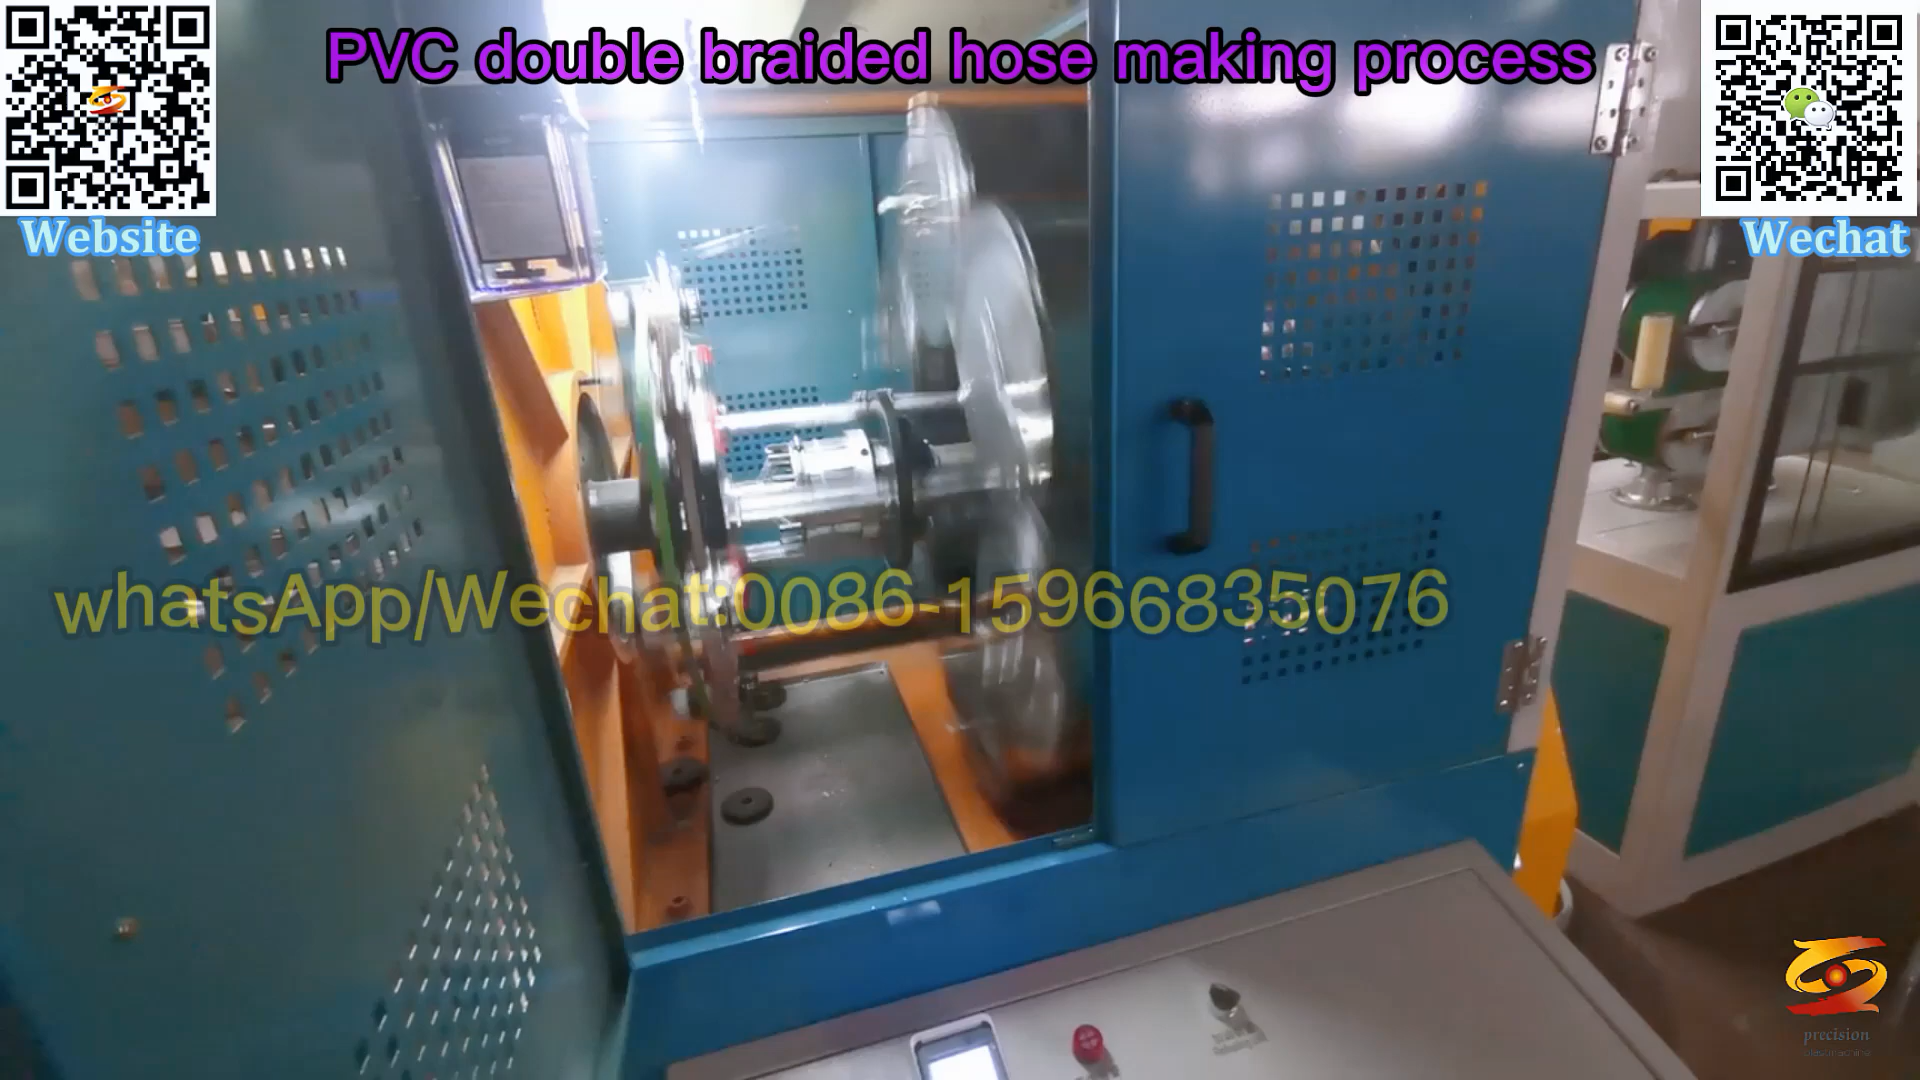 PVC double braided hose making process
Website
Wechat
whatsApp/Wechat:0086-15966835076
precision